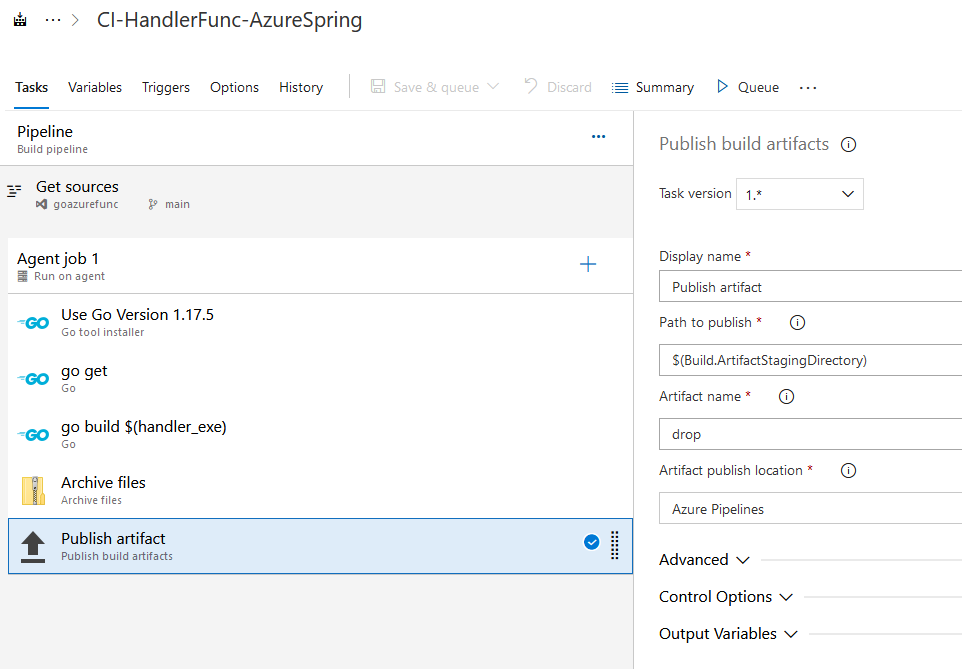 CI-HandlerFunc-AzureSpring
Tasks Variables Triggers Options History Save & queue Discard Summary Queue
Pipeline
Build pipeline
Get sources
goazurefunc main
Agent job 1
Run on agent
GO Use Go Version 1.17.5
Go tool installer
GO go get
Go
GO go build $(handler_exe)
Go
Archive files
Archive files
Publish artifact
Publish build artifacts
Publish build artifacts
Task version 1.*
Display name *
Publish artifact
Path to publish *
$(Build.ArtifactStagingDirectory)
Artifact name *
drop
Artifact publish location *
Azure Pipelines
Advanced
Control Options
Output Variables